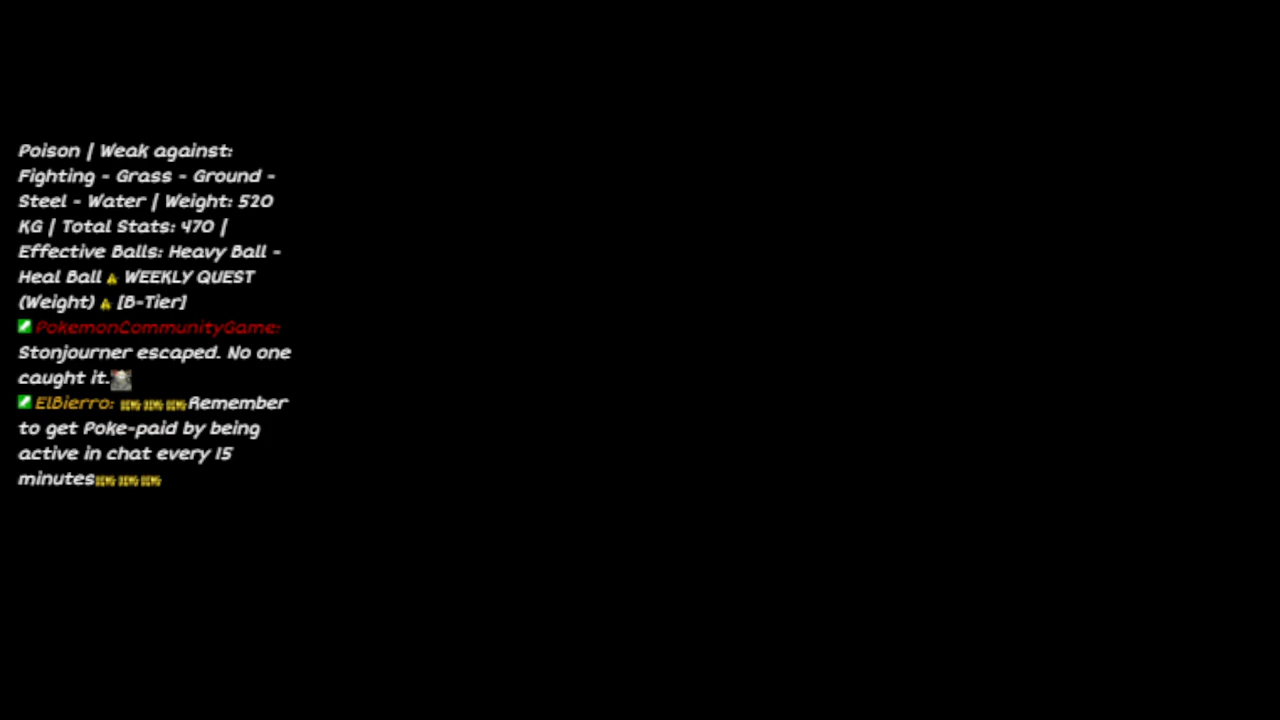 Poison | Weak against:
Fighting - Grass - Ground -
Steel - Water | Weight: 520
KG | Total Stats: 470 |
Effective Balls: Heavy Ball -
Heal Ball WEEKLY QUEST
(Weight) [B-Tier]
PokemonCommunityGame:
Stonjourner escaped. No one
caught it.
ElBierro: Remember
to get Poke-paid by being
active in chat every 15
minutes